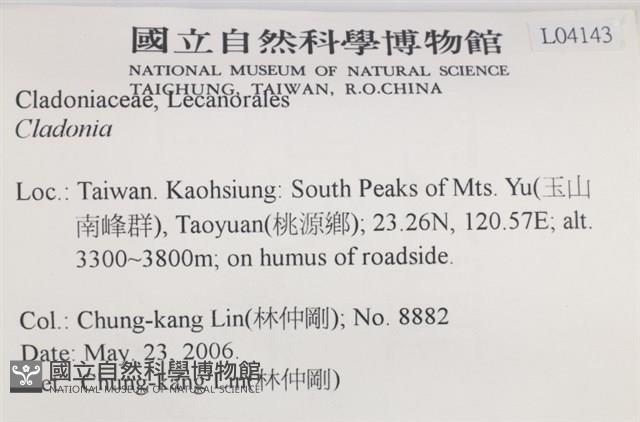 國立自然科學博物館
L04143
NATIONAL MUSEUM OF NATURAL SCIENCE
TAICHUNG, TAIWAN, R.O.CHINA
Cladoniaceae, Lecanorales
Cladonia
Loc.: Taiwan. Kaohsiung: South Peaks of Mts. Yu(玉山
南峰群), Taoyuan(桃源鄉); 23.26N, 120.57E; alt.
3300~3800m; on humus of roadside.
Col.: Chung-kang Lin(林仲剛); No. 8882
Date: May. 23. 2006.
國立自然科學博物館
Chung-kang Lin(林仲剛)
NATIONAL MUSEUM OF NATURAL SCIENCE